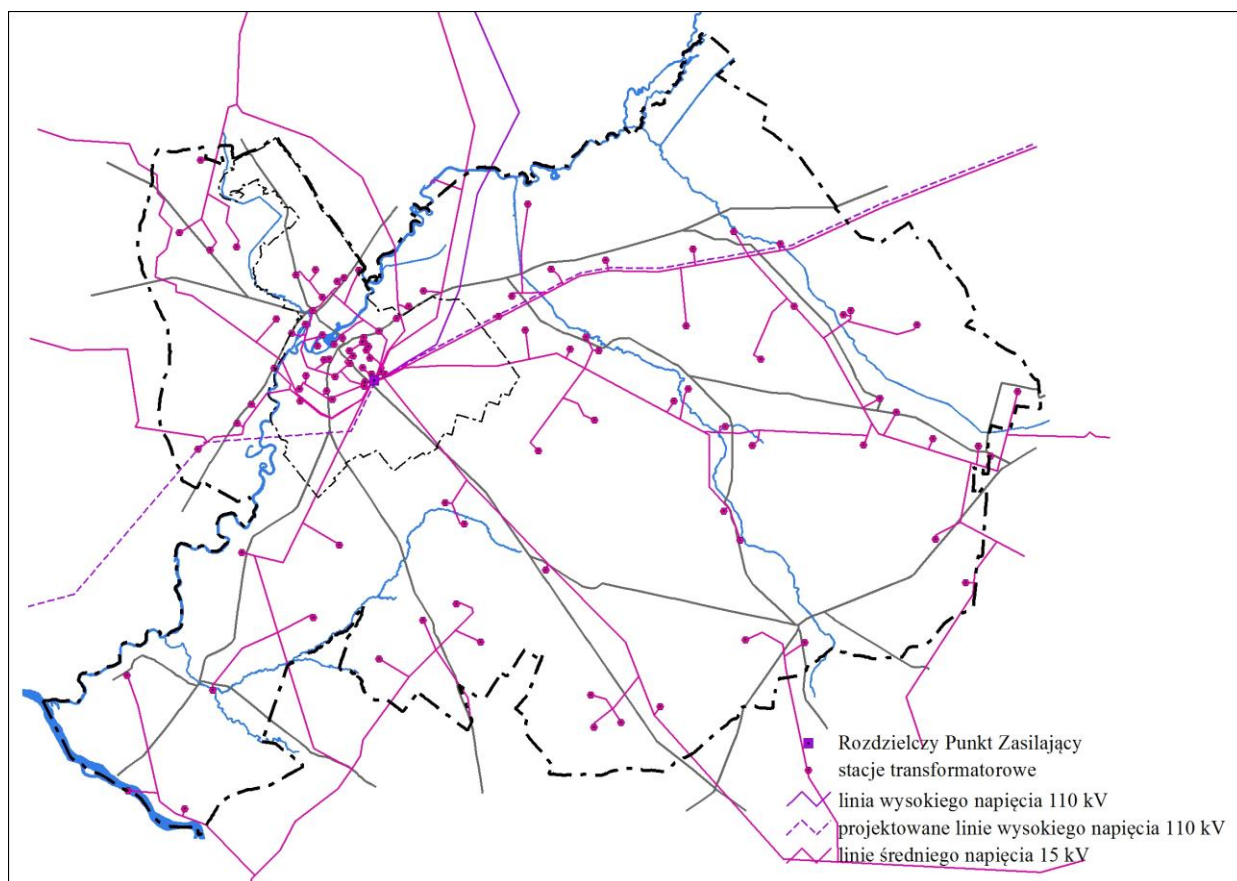 Rozdzielczy Punkt Zasilający
stacje transformatorowe
linia wysokiego napięcia 110 kV
projektowane linie wysokiego napięcia 110 kV
linie średniego napięcia 15 kV